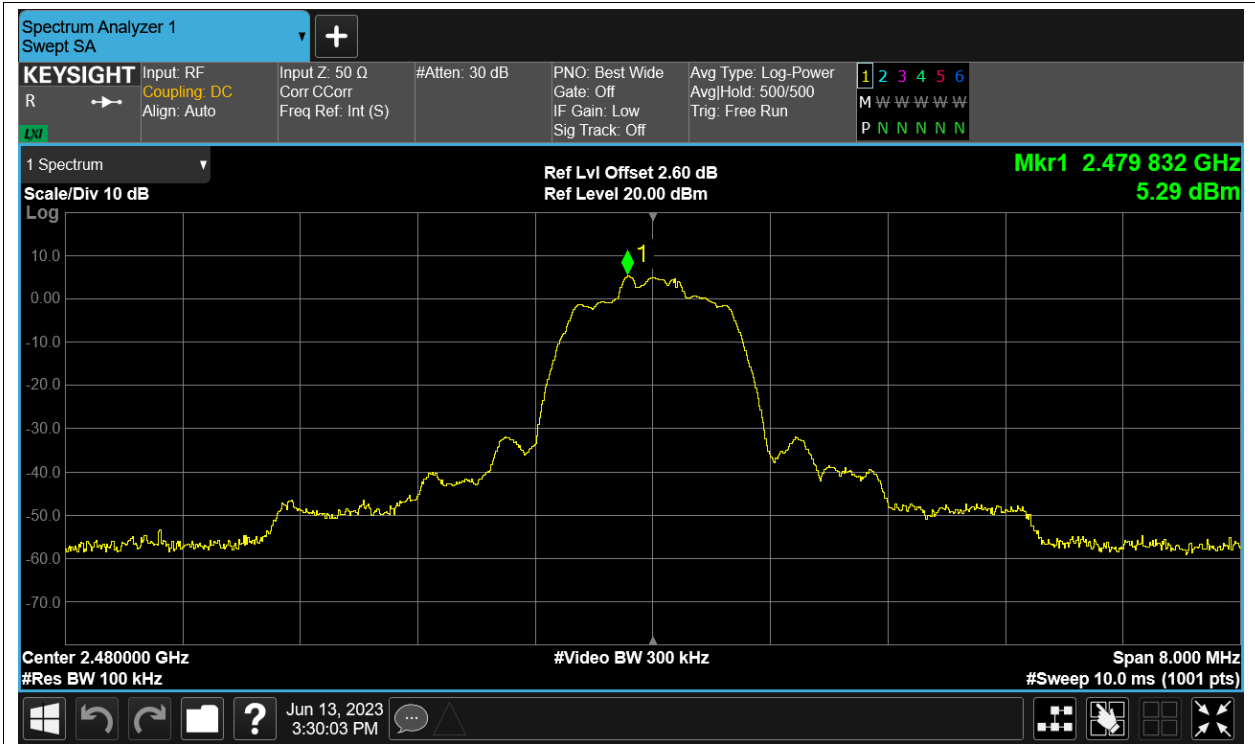 Spectrum Analyzer 1
Swept SA
KEYSIGHT
R
LXI
Input: RF
Coupling: DC
Align: Auto
Input Z: 50 Ω
Corr CCorr
Freq Ref: Int (S)
#Atten: 30 dB
PNO: Best Wide
Gate: Off
IF Gain: Low
Sig Track: Off
Avg Type: Log-Power
Avg|Hold: 500/500
Trig: Free Run
1 2 3 4 5 6
M W W W W W
P N N N N N
1 Spectrum
Scale/Div 10 dB
Log
Ref Lvl Offset 2.60 dB
Ref Level 20.00 dBm
Mkr1 2.479 832 GHz
5.29 dBm
1
10.0
0.00
-10.0
-20.0
-30.0
-40.0
-50.0
-60.0
-70.0
Center 2.480000 GHz
#Video BW 300 kHz
Span 8.000 MHz
#Res BW 100 kHz
#Sweep 10.0 ms (1001 pts)
?
Jun 13, 2023
3:30:03 PM